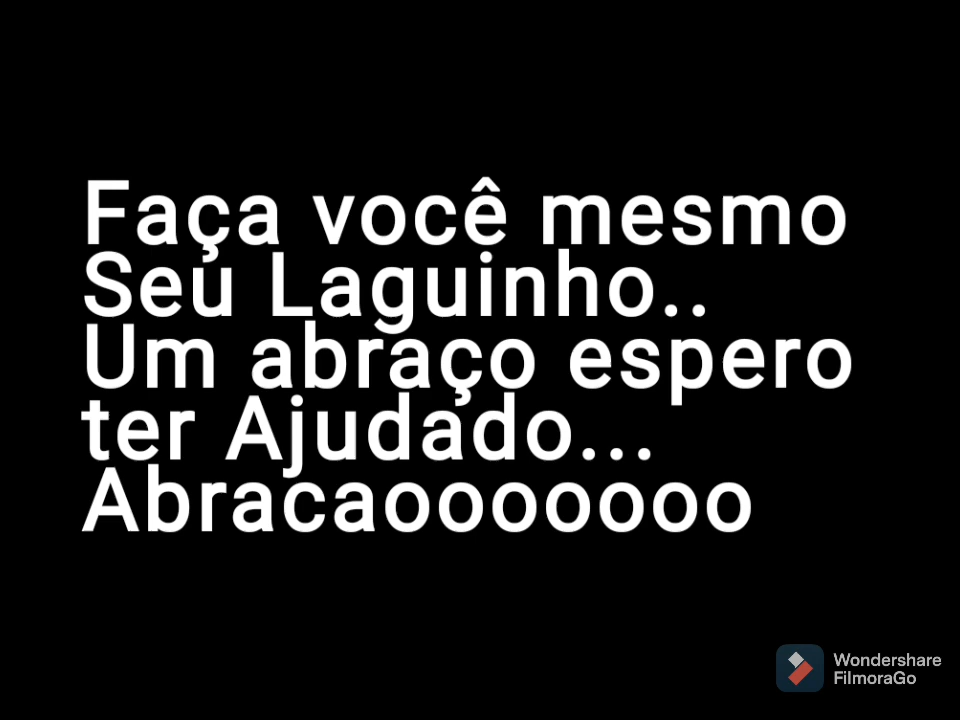 Faça você mesmo
Seu Laguinho..
Um abraço espero
ter Ajudado...
Abracaooooooo
Wondershare
FilmoraGo